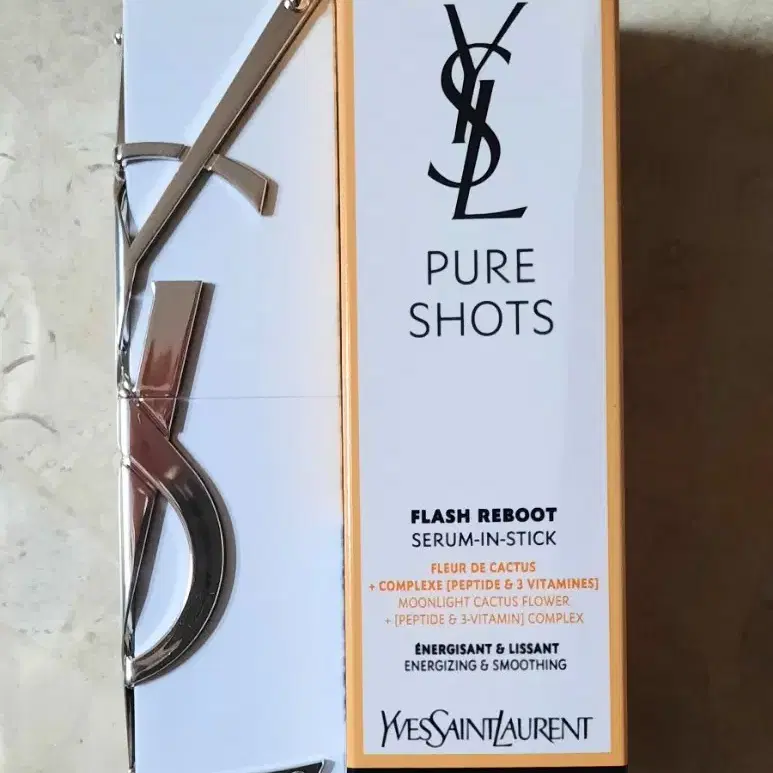 YSL
PURE
SHOTS
FLASH REBOOT
SERUM-IN-STICK
FLEUR DE CACTUS
+ COMPLEXE [PEPTIDE & 3 VITAMINES]
MOONLIGHT CACTUS FLOWER
+ [PEPTIDE & 3-VITAMIN] COMPLEX
ÉNERGISANT & LISSANT
ENERGIZING & SMOOTHING
YVESSAINTLAURENT